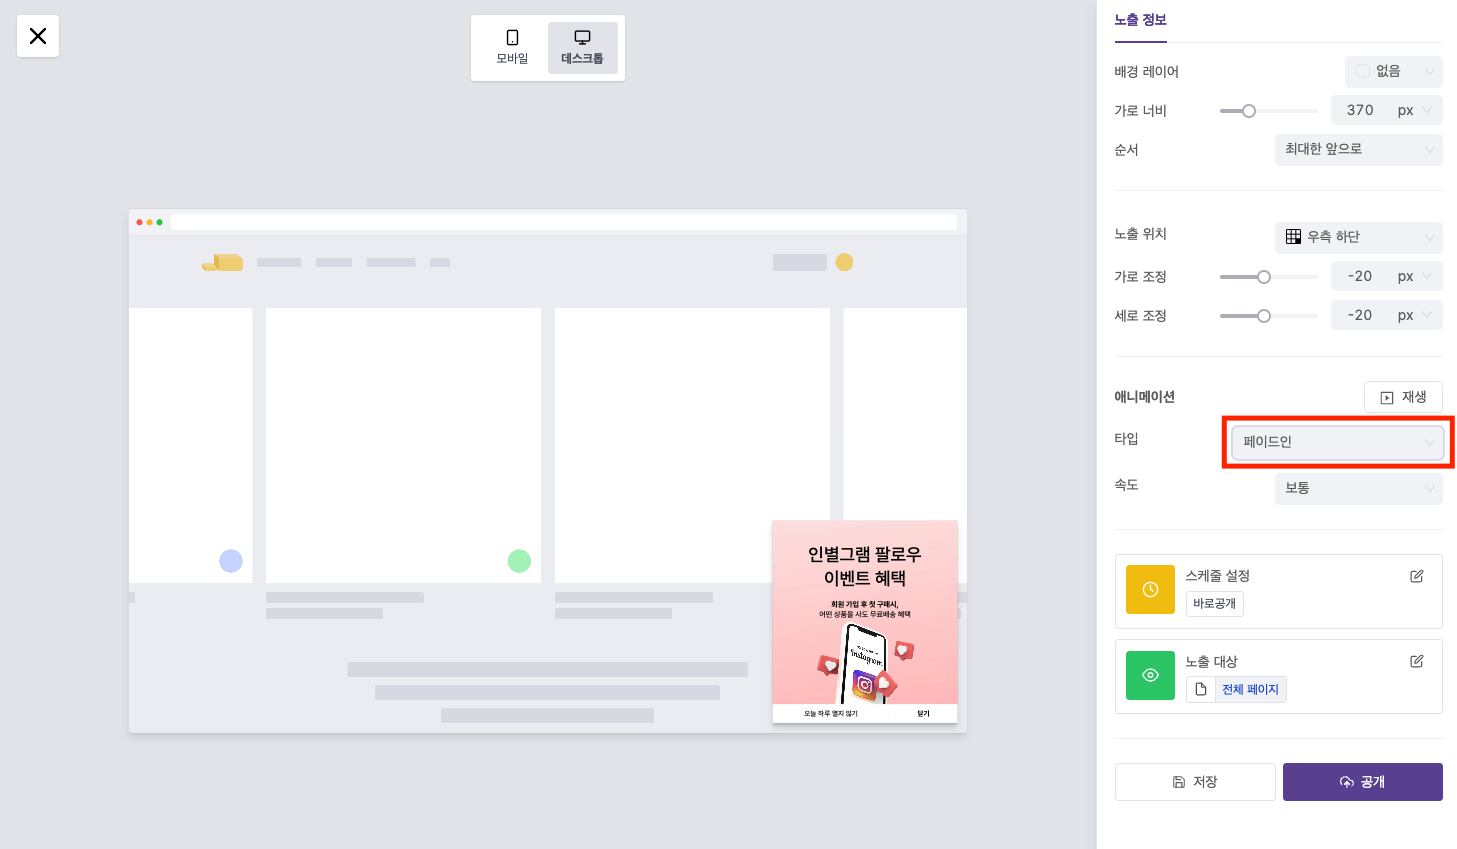 모바일
데스크톱
노출 정보
배경 레이어
없음
가로 너비
370 px
순서
최대한 앞으로
노출 위치
우측 하단
가로 조정
-20 px
세로 조정
-20 px
애니메이션
재생
타입
페이드인
속도
보통
스케줄 설정
바로공개
노출 대상
전체 페이지
저장
공개
인별그램 팔로우
이벤트 혜택
회원 가입 후 첫 구매시,
어떤 상품을 사도 무료배송 혜택
Instagram
오늘 하루 열지 않기
닫기